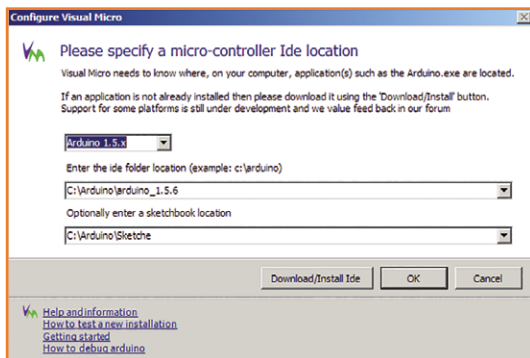 Configure Visual Micro
VM
Please specify a micro-controller Ide location
Visual Micro needs to know where, on your computer, application(s) such as the Arduino.exe are located.
If an application is not already installed then please download it using the 'Download/Install' button.
Support for some platforms is still under development and we value feed back in our forum
Arduino 1.5.x
Enter the ide folder location (example: c:\arduino)
C:\Arduino\arduino_1.5.6
Optionally enter a sketchbook location
C:\Arduino\Sketche
Download/Install Ide
OK
Cancel
VM
Help and information
How to test a new installation
Getting started
How to debug arduino